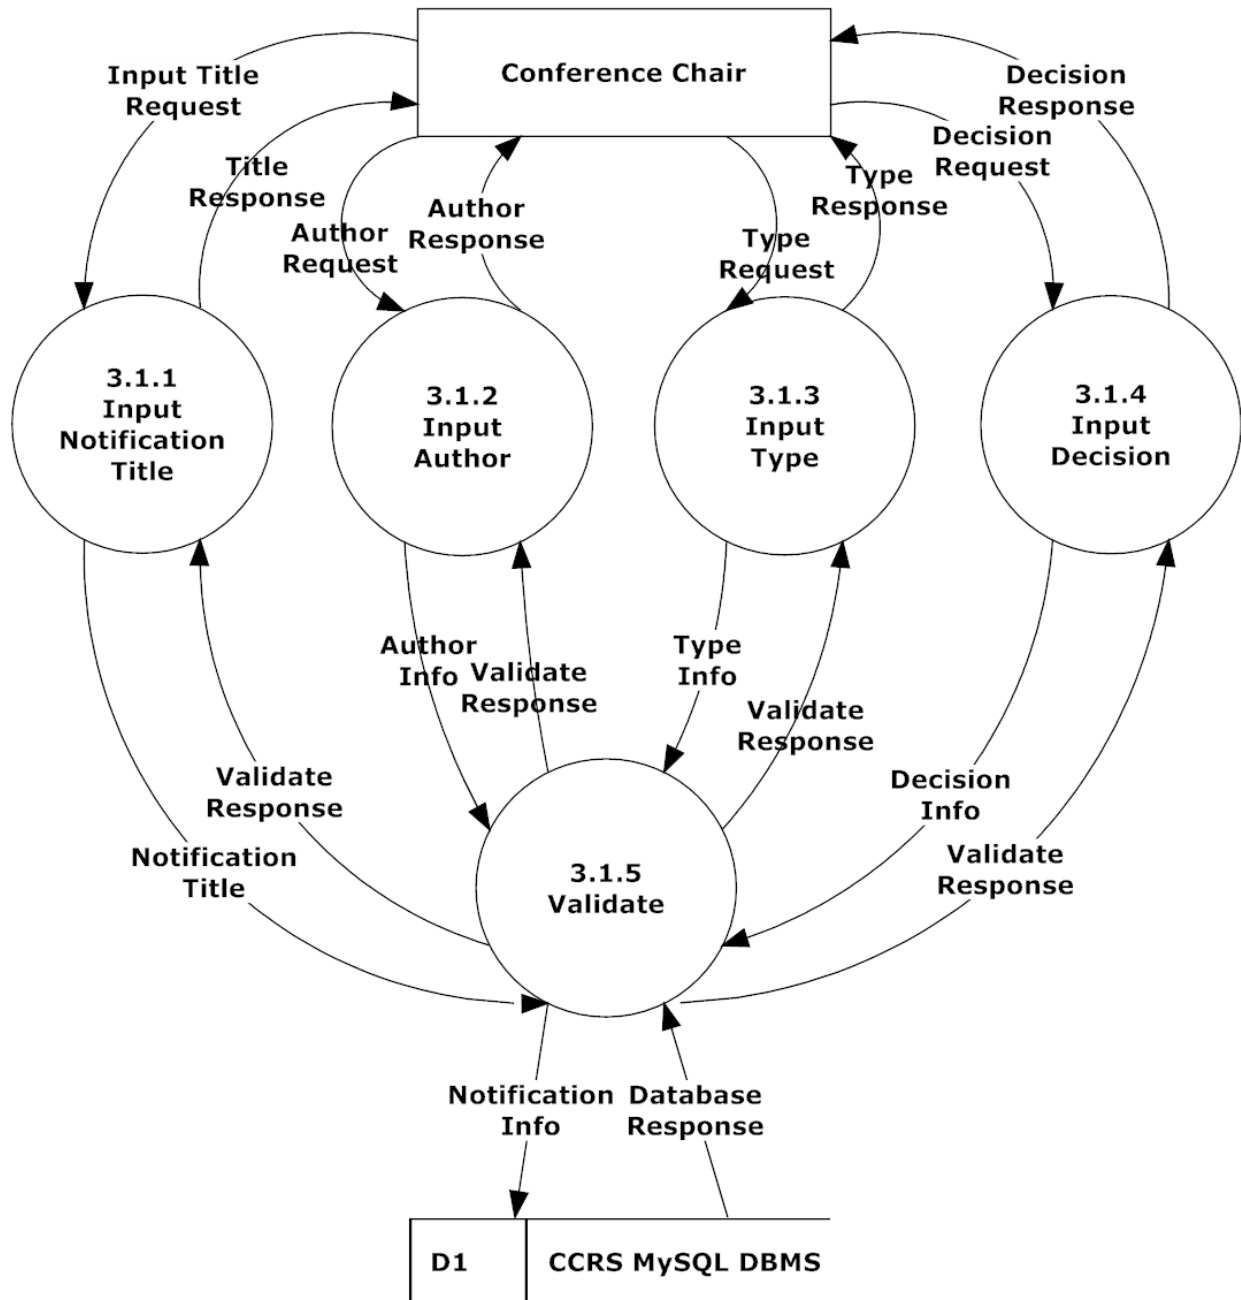 Conference Chair
Input Title
Request
Decision
Response
Decision
Request
Title
Response
Type
Response
Author
Response
Author
Request
Type
Request
3.1.1
Input
Notification
Title
3.1.2
Input
Author
3.1.3
Input
Type
3.1.4
Input
Decision
Author
Info
Validate
Response
Type
Info
Validate
Response
Validate
Response
Decision
Info
Notification
Title
Validate
Response
3.1.5
Validate
Notification
Info
Database
Response
D1
CCRS MySQL DBMS